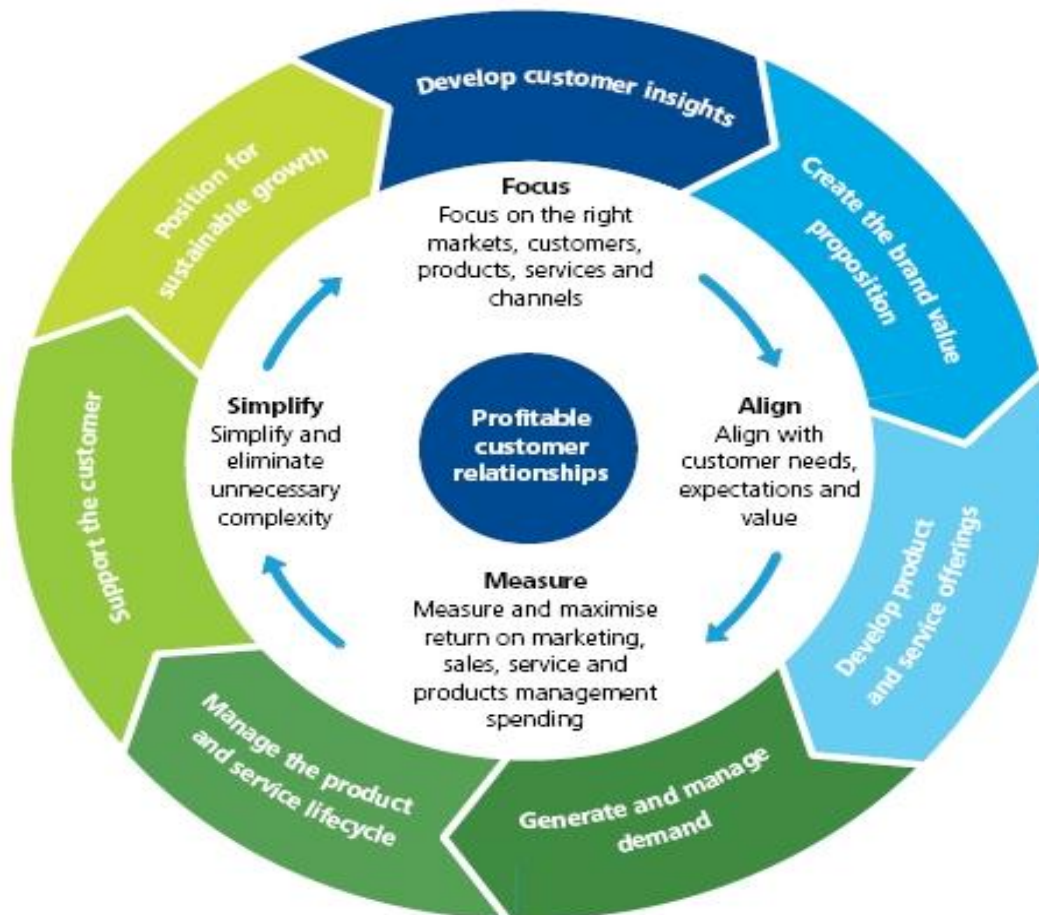 Develop customer insights
Create the brand value
proposition
Develop product
and service offerings
Generate and manage
demand
Manage the product
and service lifecycle
Support the customer
Position for
sustainable growth
Focus
Focus on the right
markets, customers,
products, services and
channels
Align
Align with
customer needs,
expectations and
value
Measure
Measure and maximise
return on marketing,
sales, service and
products management
spending
Simplify
Simplify and
eliminate
unnecessary
complexity
Profitable
customer
relationships